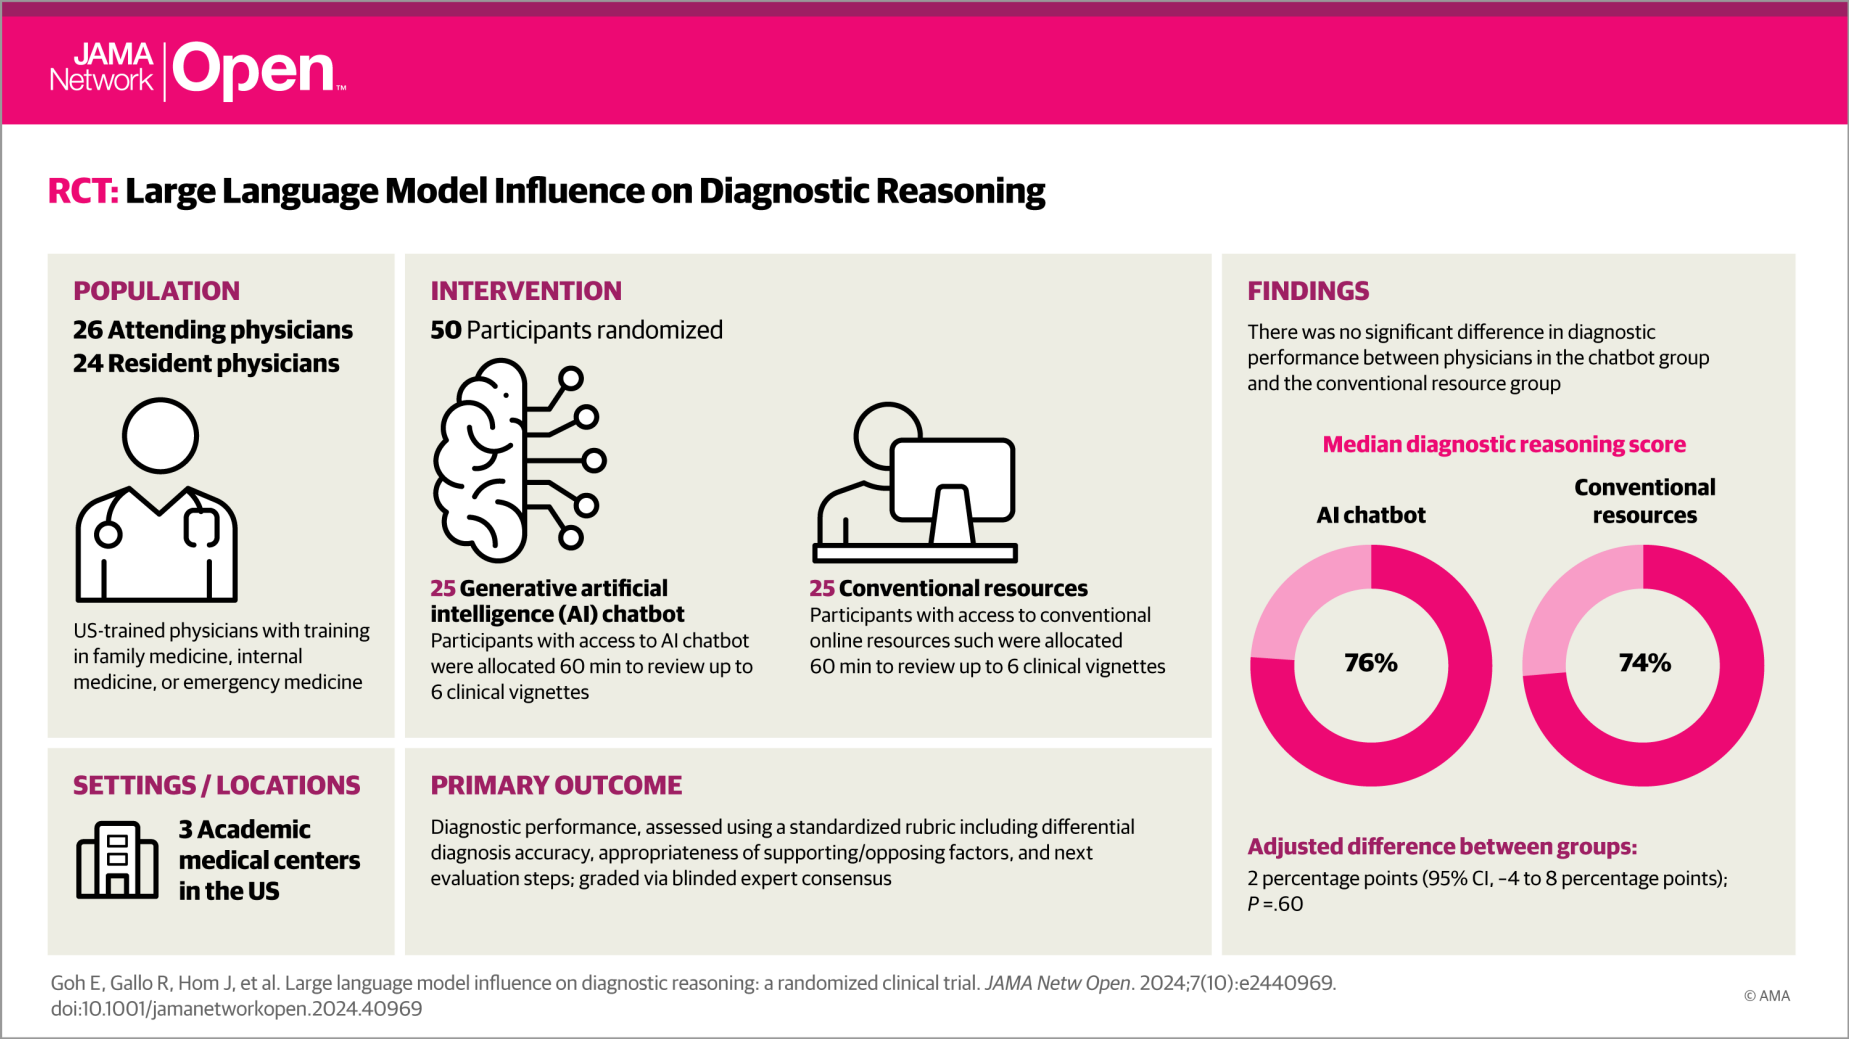 JAMA
Network
Open™
RCT: Large Language Model Influence on Diagnostic Reasoning
POPULATION
26 Attending physicians
24 Resident physicians
US-trained physicians with training
in family medicine, internal
medicine, or emergency medicine
INTERVENTION
50 Participants randomized
25 Generative artificial
intelligence (AI) chatbot
Participants with access to AI chatbot
were allocated 60 min to review up to
6 clinical vignettes
25 Conventional resources
Participants with access to conventional
online resources such were allocated
60 min to review up to 6 clinical vignettes
FINDINGS
There was no significant difference in diagnostic
performance between physicians in the chatbot group
and the conventional resource group
Median diagnostic reasoning score
AI chatbot
76%
Conventional
resources
74%
Adjusted difference between groups:
2 percentage points (95% CI, −4 to 8 percentage points);
P =.60
SETTINGS / LOCATIONS
3 Academic
medical centers
in the US
PRIMARY OUTCOME
Diagnostic performance, assessed using a standardized rubric including differential
diagnosis accuracy, appropriateness of supporting/opposing factors, and next
evaluation steps; graded via blinded expert consensus
Goh E, Gallo R, Hom J, et al. Large language model influence on diagnostic reasoning: a randomized clinical trial. JAMA Netw Open. 2024;7(10):e2440969.
doi:10.1001/jamanetworkopen.2024.40969
© AMA